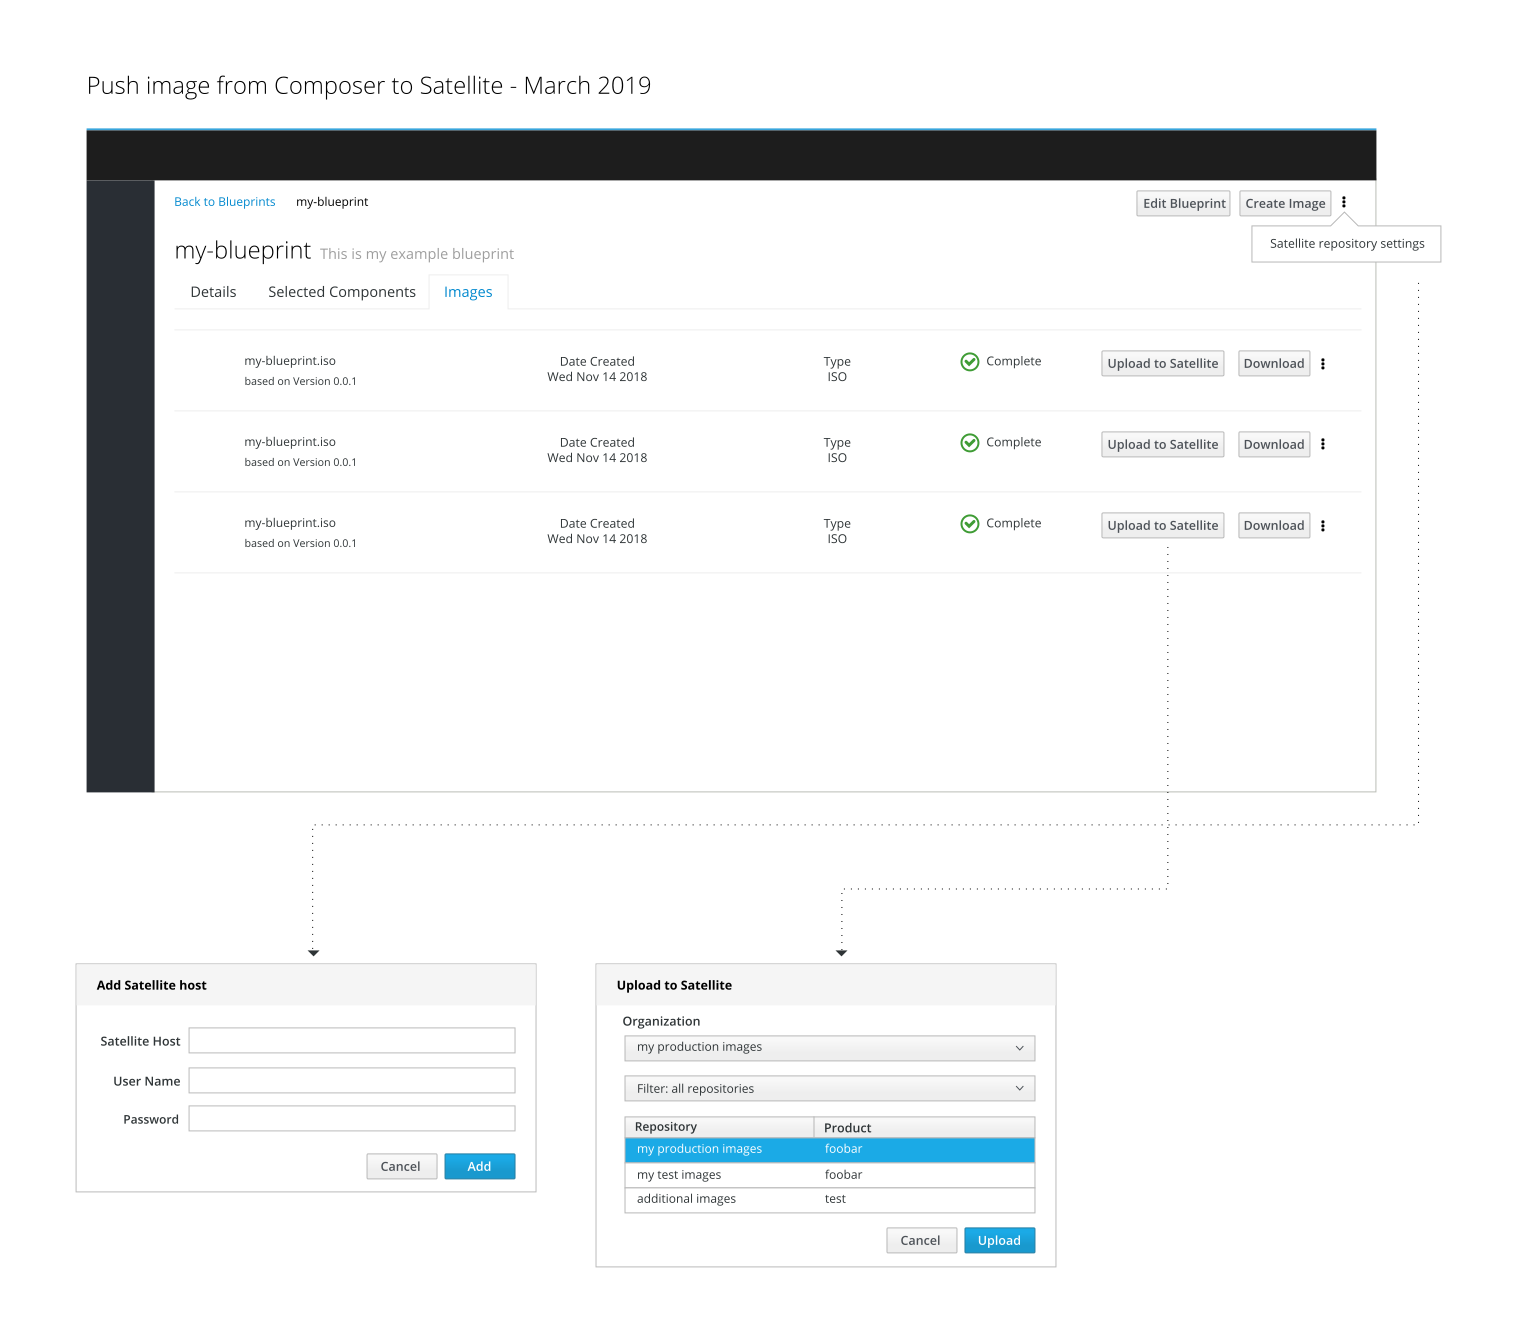 Push image from Composer to Satellite - March 2019
Back to Blueprints my-blueprint Edit Blueprint Create Image
Satellite repository settings
my-blueprint This is my example blueprint
Details Selected Components Images
my-blueprint.iso Date Created Type Complete Upload to Satellite Download
based on Version 0.0.1 Wed Nov 14 2018 ISO
my-blueprint.iso Date Created Type Complete Upload to Satellite Download
based on Version 0.0.1 Wed Nov 14 2018 ISO
my-blueprint.iso Date Created Type Complete Upload to Satellite Download
based on Version 0.0.1 Wed Nov 14 2018 ISO
Add Satellite host
Satellite Host
User Name
Password
Cancel Add
Upload to Satellite
Organization
my production images
Filter: all repositories
Repository Product
my production images foobar
my test images foobar
additional images test
Cancel Upload